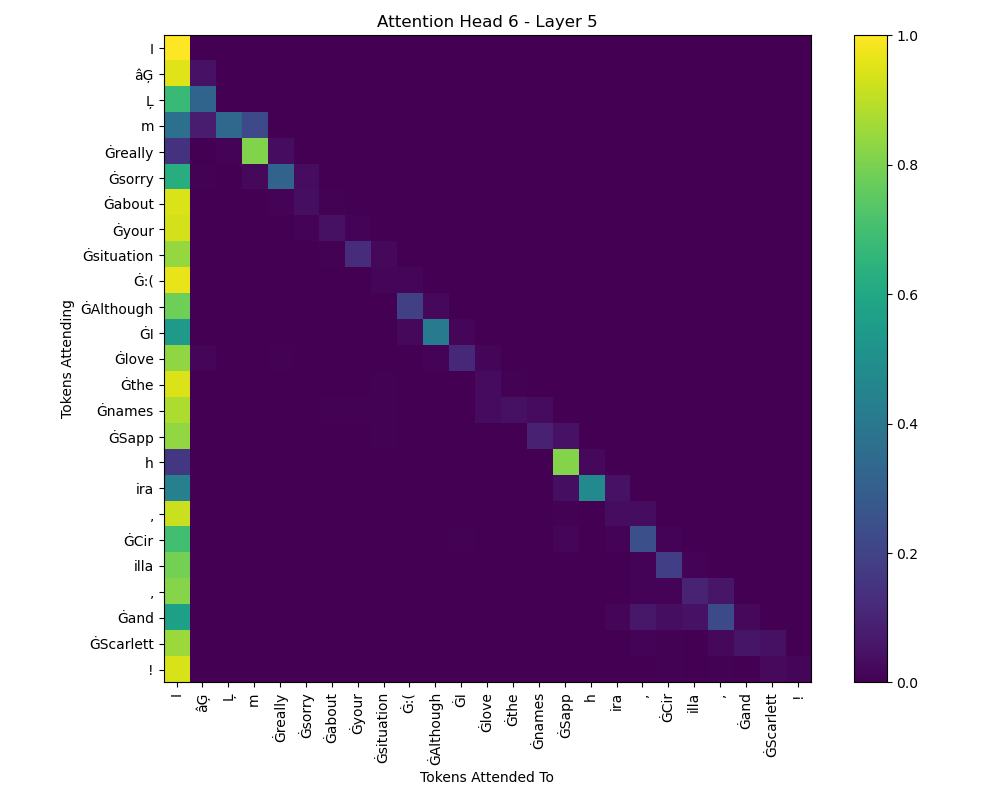 Attention Head 6 - Layer 5
Tokens Attending
I
âĢ
Ļ
m
Ġreally
Ġsorry
Ġabout
Ġyour
Ġsituation
Ġ:(
ĠAlthough
ĠI
Ġlove
Ġthe
Ġnames
ĠSapp
h
ira
,
ĠCir
illa
,
Ġand
ĠScarlett
!
I
âĢ
Ļ
m
Ġreally
Ġsorry
Ġabout
Ġyour
Ġsituation
Ġ:(
ĠAlthough
ĠI
Ġlove
Ġthe
Ġnames
ĠSapp
h
ira
,
ĠCir
illa
,
Ġand
ĠScarlett
!
Tokens Attended To
1.0
0.8
0.6
0.4
0.2
0.0